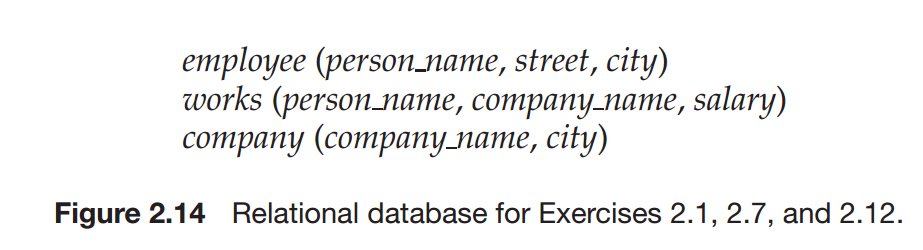 employee (person_name, street, city)
works (person_name, company_name, salary)
company (company_name, city)
Figure 2.14 Relational database for Exercises 2.1, 2.7, and 2.12.